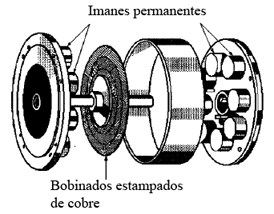 Imanes permanentes
Bobinados estampados
de cobre